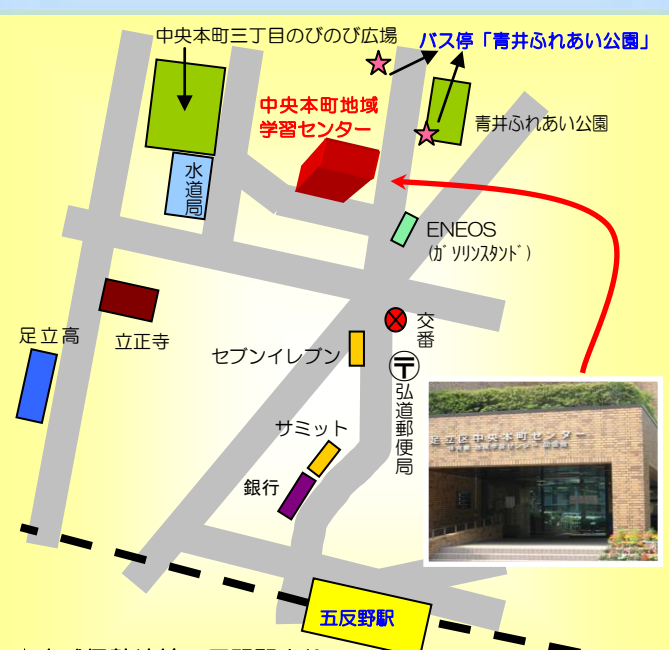 中央本町三丁目のびのび広場
バス停「青井ふれあい公園」
中央本町地域
学習センター
青井ふれあい公園
水道局
ENEOS
(ｶﾞｿﾘﾝｽﾀﾝﾄﾞ)
足立高
立正寺
交番
セブンイレブン
〒
弘道郵便局
サミット
銀行
足立区中央本町センター
五反野駅